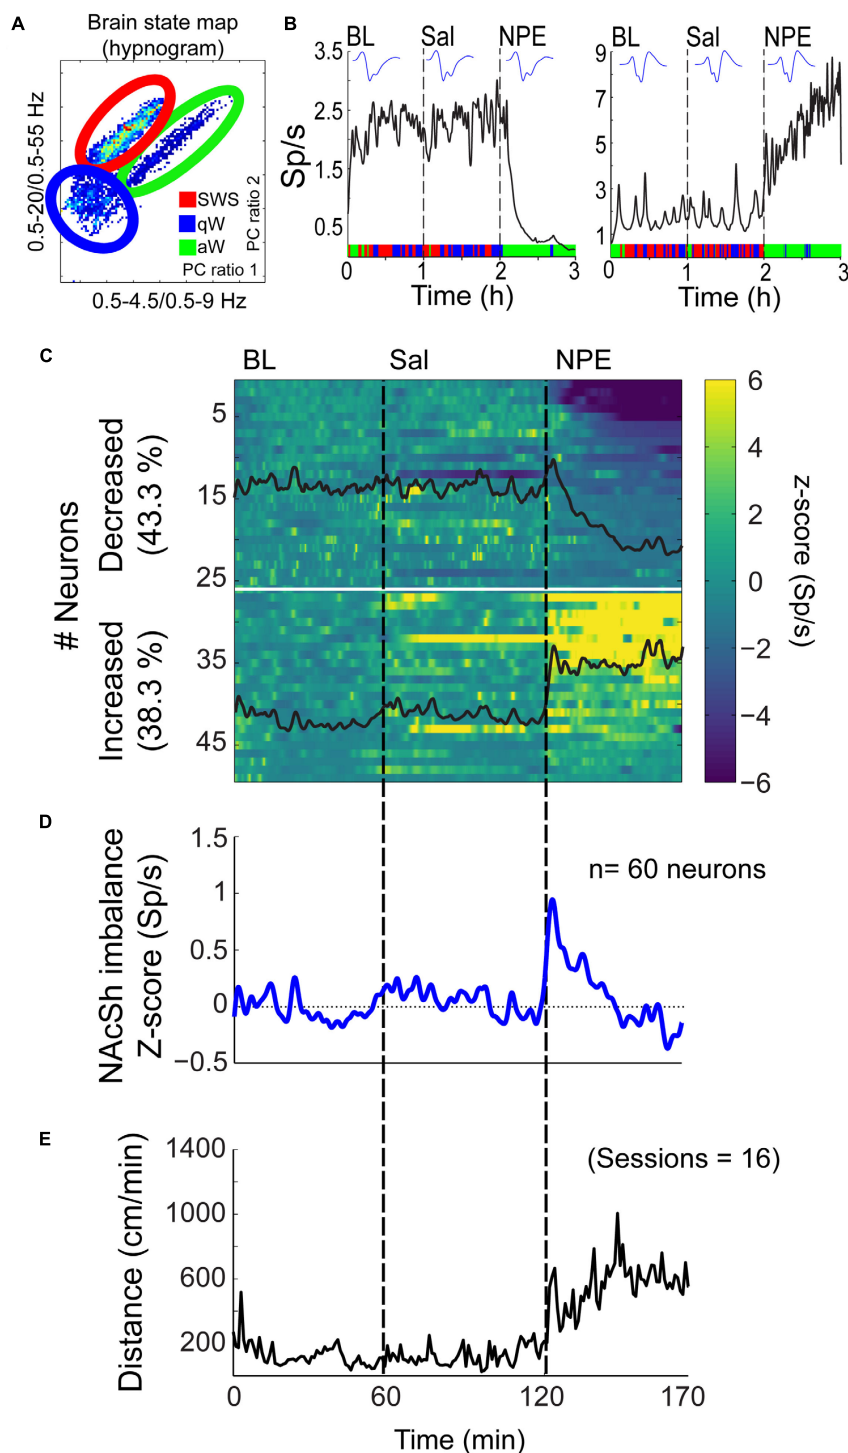 A
Brain state map
(hypnogram)
0.5-20/0.5-55 Hz
SWS
qW
aW
PC ratio 2
PC ratio 1
0.5-4.5/0.5-9 Hz
B
BL Sal NPE
Sp/s
3.5
2.5
1.5
0.5
0 1 2 3
Time (h)
BL Sal NPE
9
7
5
3
1
0 1 2 3
Time (h)
C
BL Sal NPE
# Neurons
Decreased
(43.3 %)
Increased
(38.3 %)
5
15
25
35
45
6
4
2
0
−2
−4
−6
z-score (Sp/s)
D
NAcSh imbalance
Z-score (Sp/s)
1.5
1
0.5
0
−0.5
n= 60 neurons
E
Distance (cm/min)
1400
1000
600
200
(Sessions = 16)
0 60 120 170
Time (min)